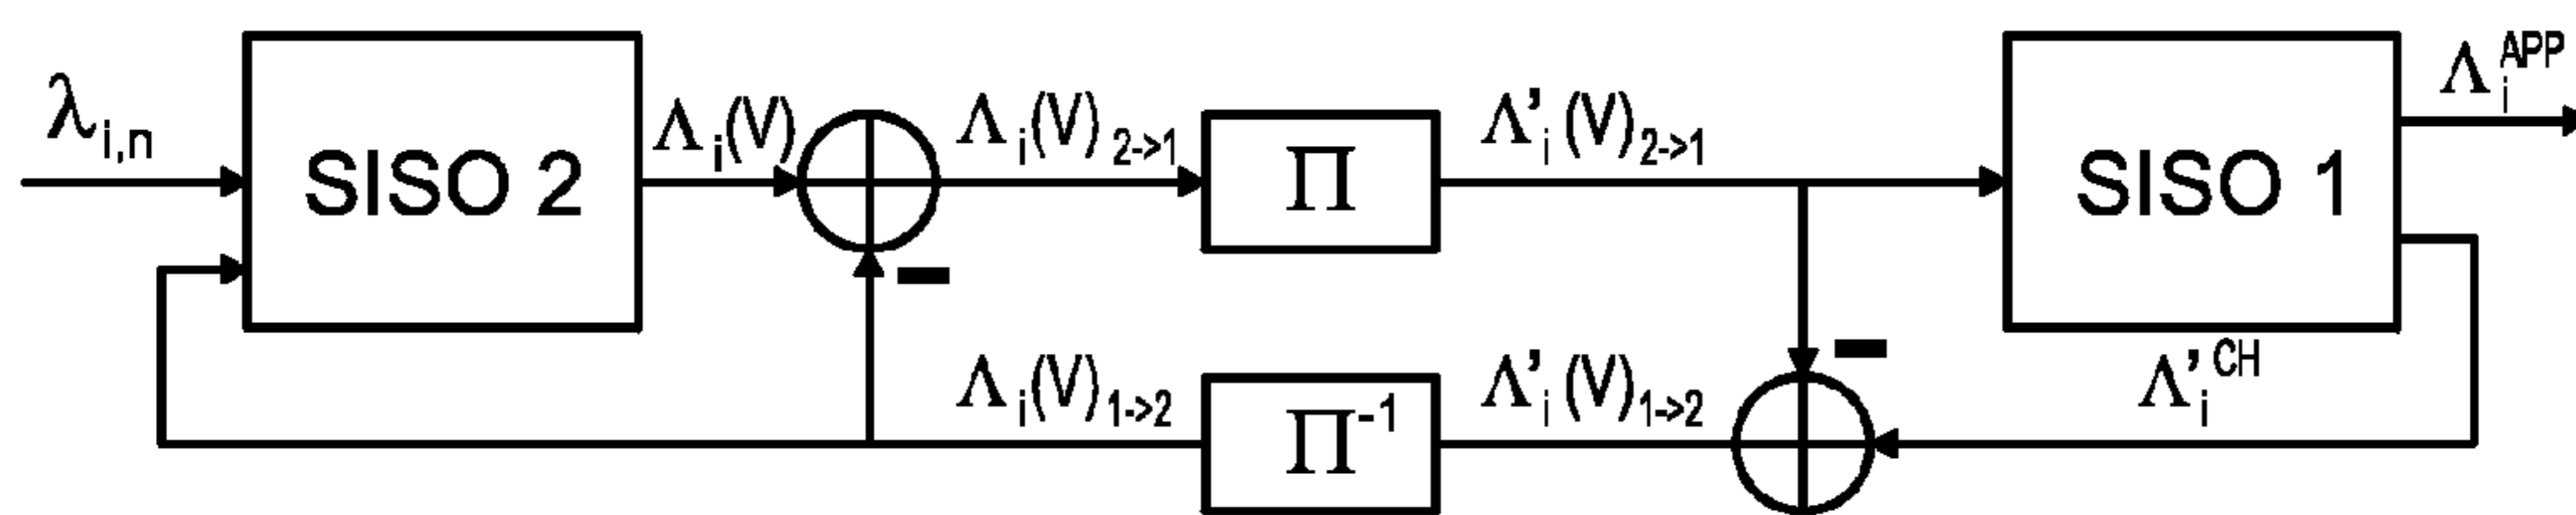 λi,n
SISO 2
Λi(V)
Λi(V)2->1
Π
Λ'i(V)2->1
SISO 1
ΛiAPP
Λi(V)1->2
Π-1
Λ'i(V)1->2
Λ'iCH